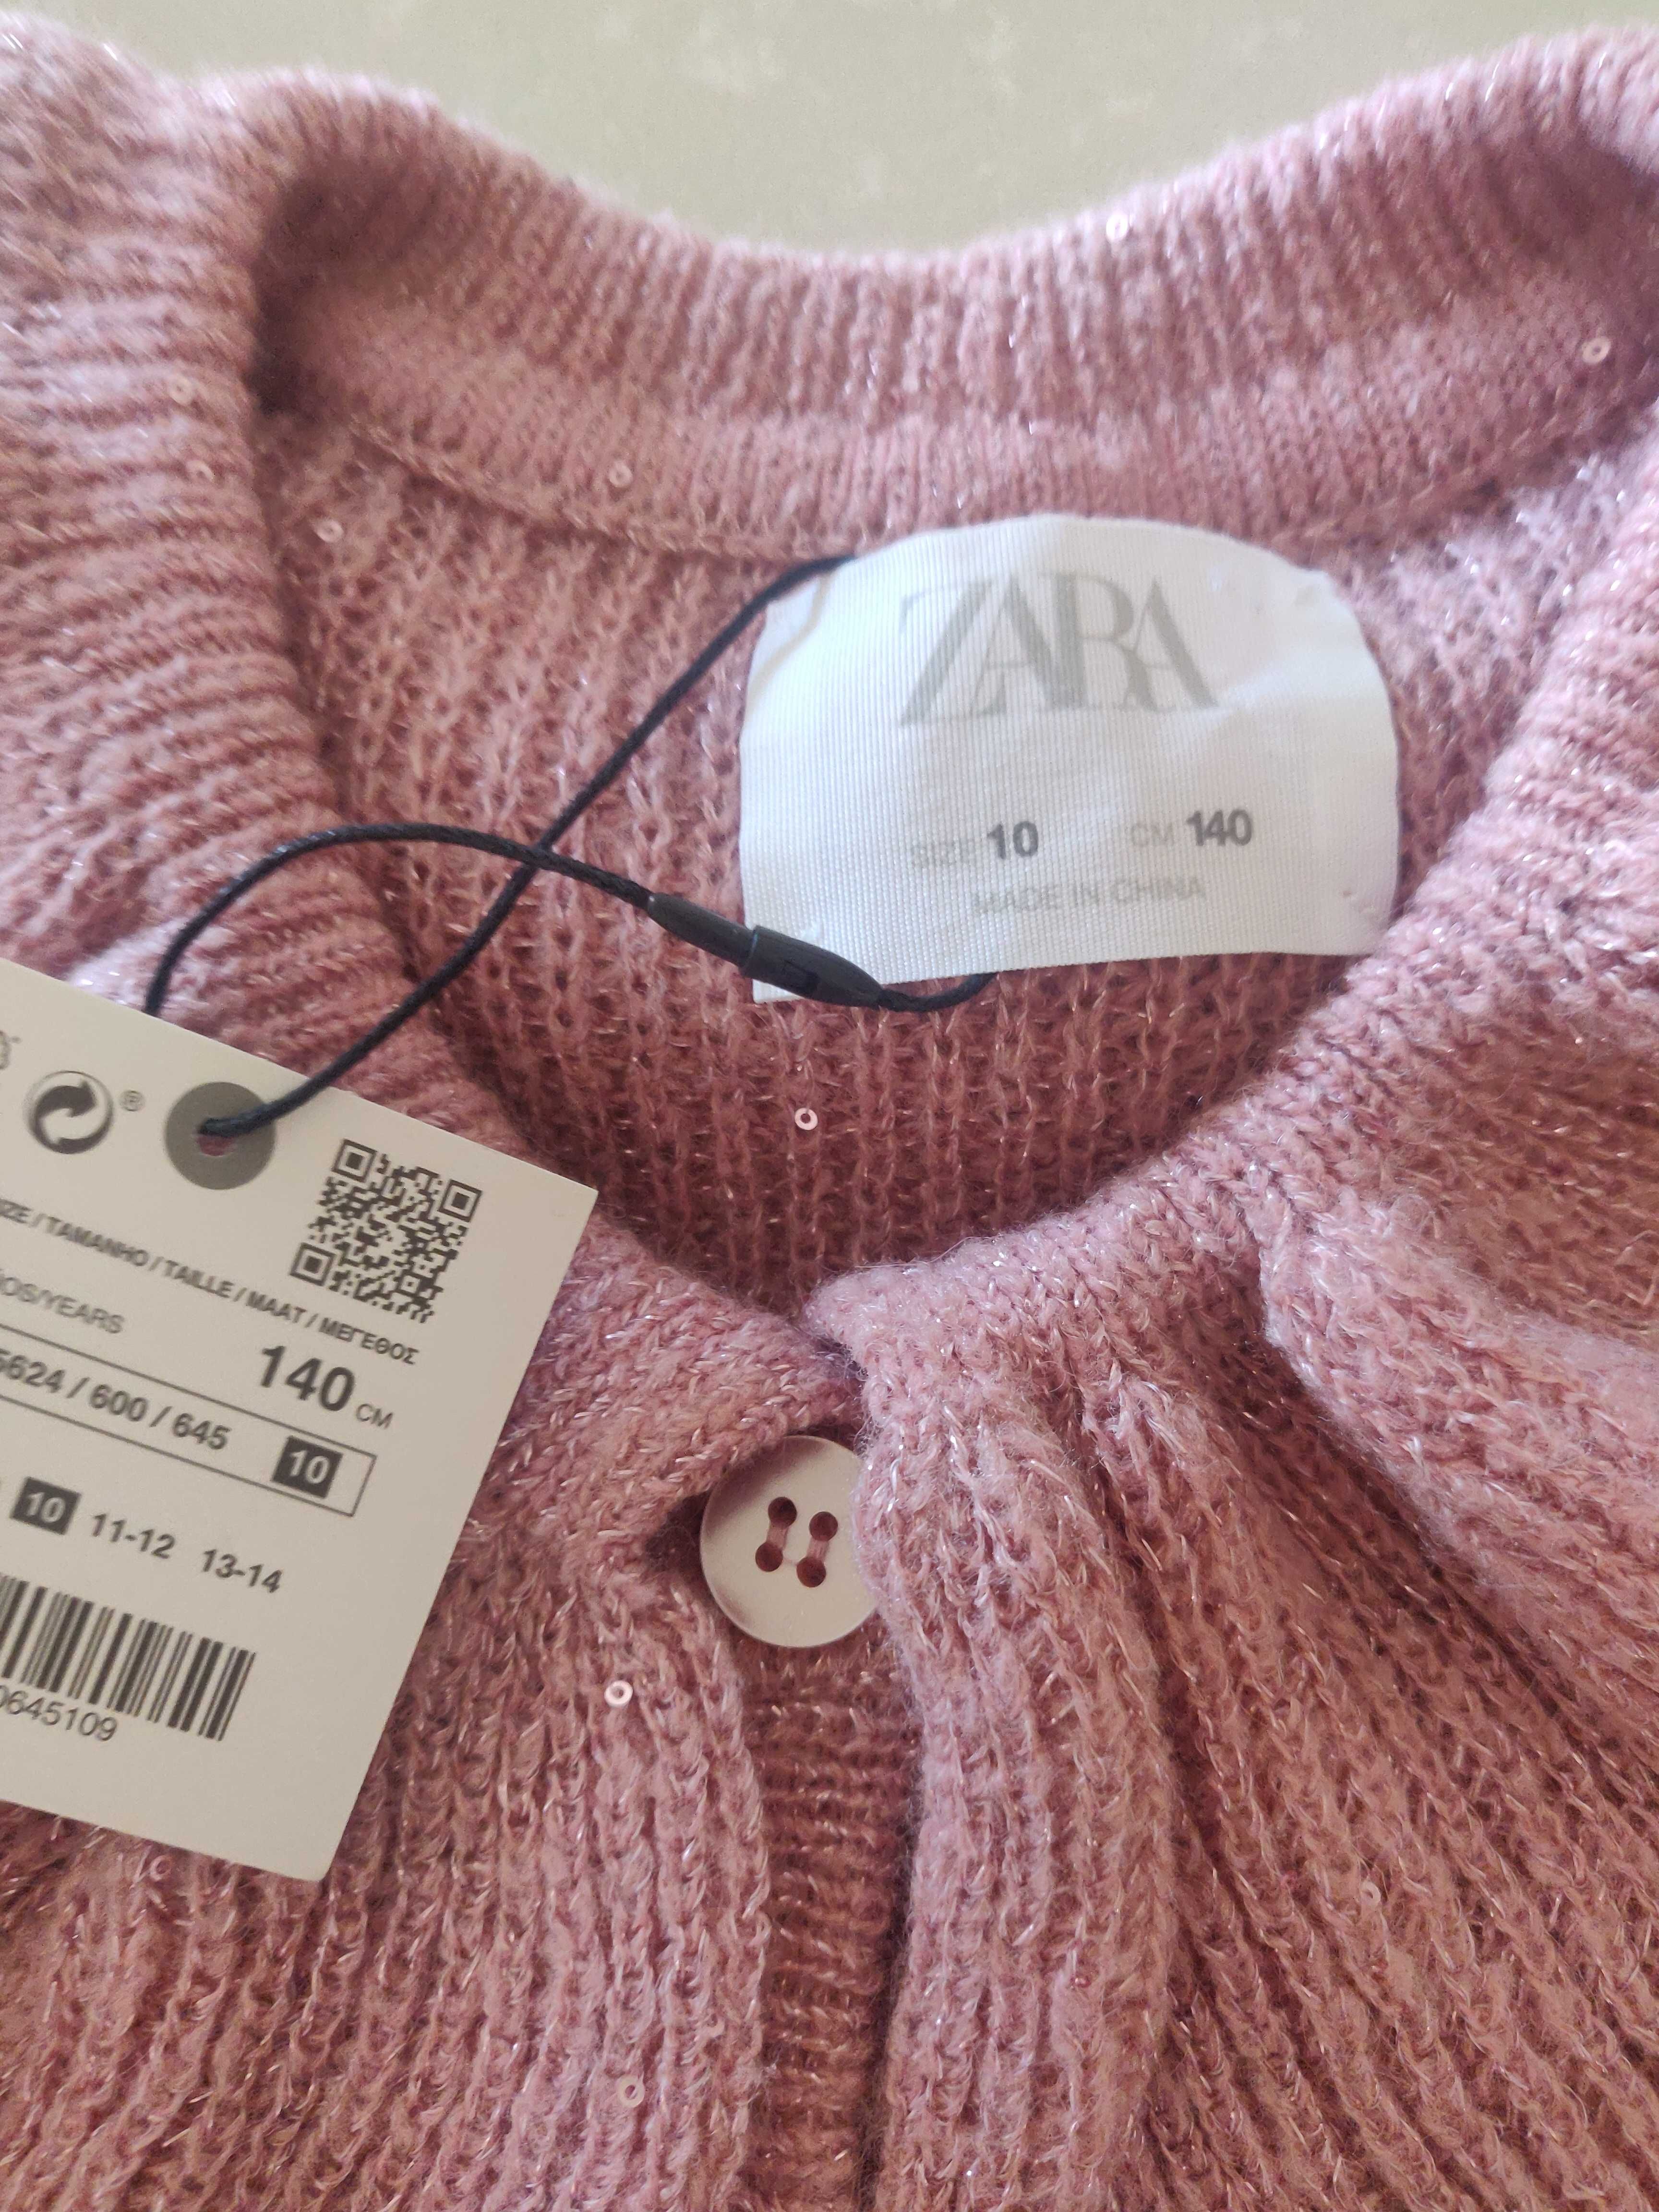 ZARA
SIZE 10 CM 140
MADE IN CHINA
®
/ TAMANHO / TAILLE / MAAT / ΜΕΓΕΘΟΣ
OS/YEARS
140 CM
5624 / 600 / 645 10
10 11-12 13-14
0645109